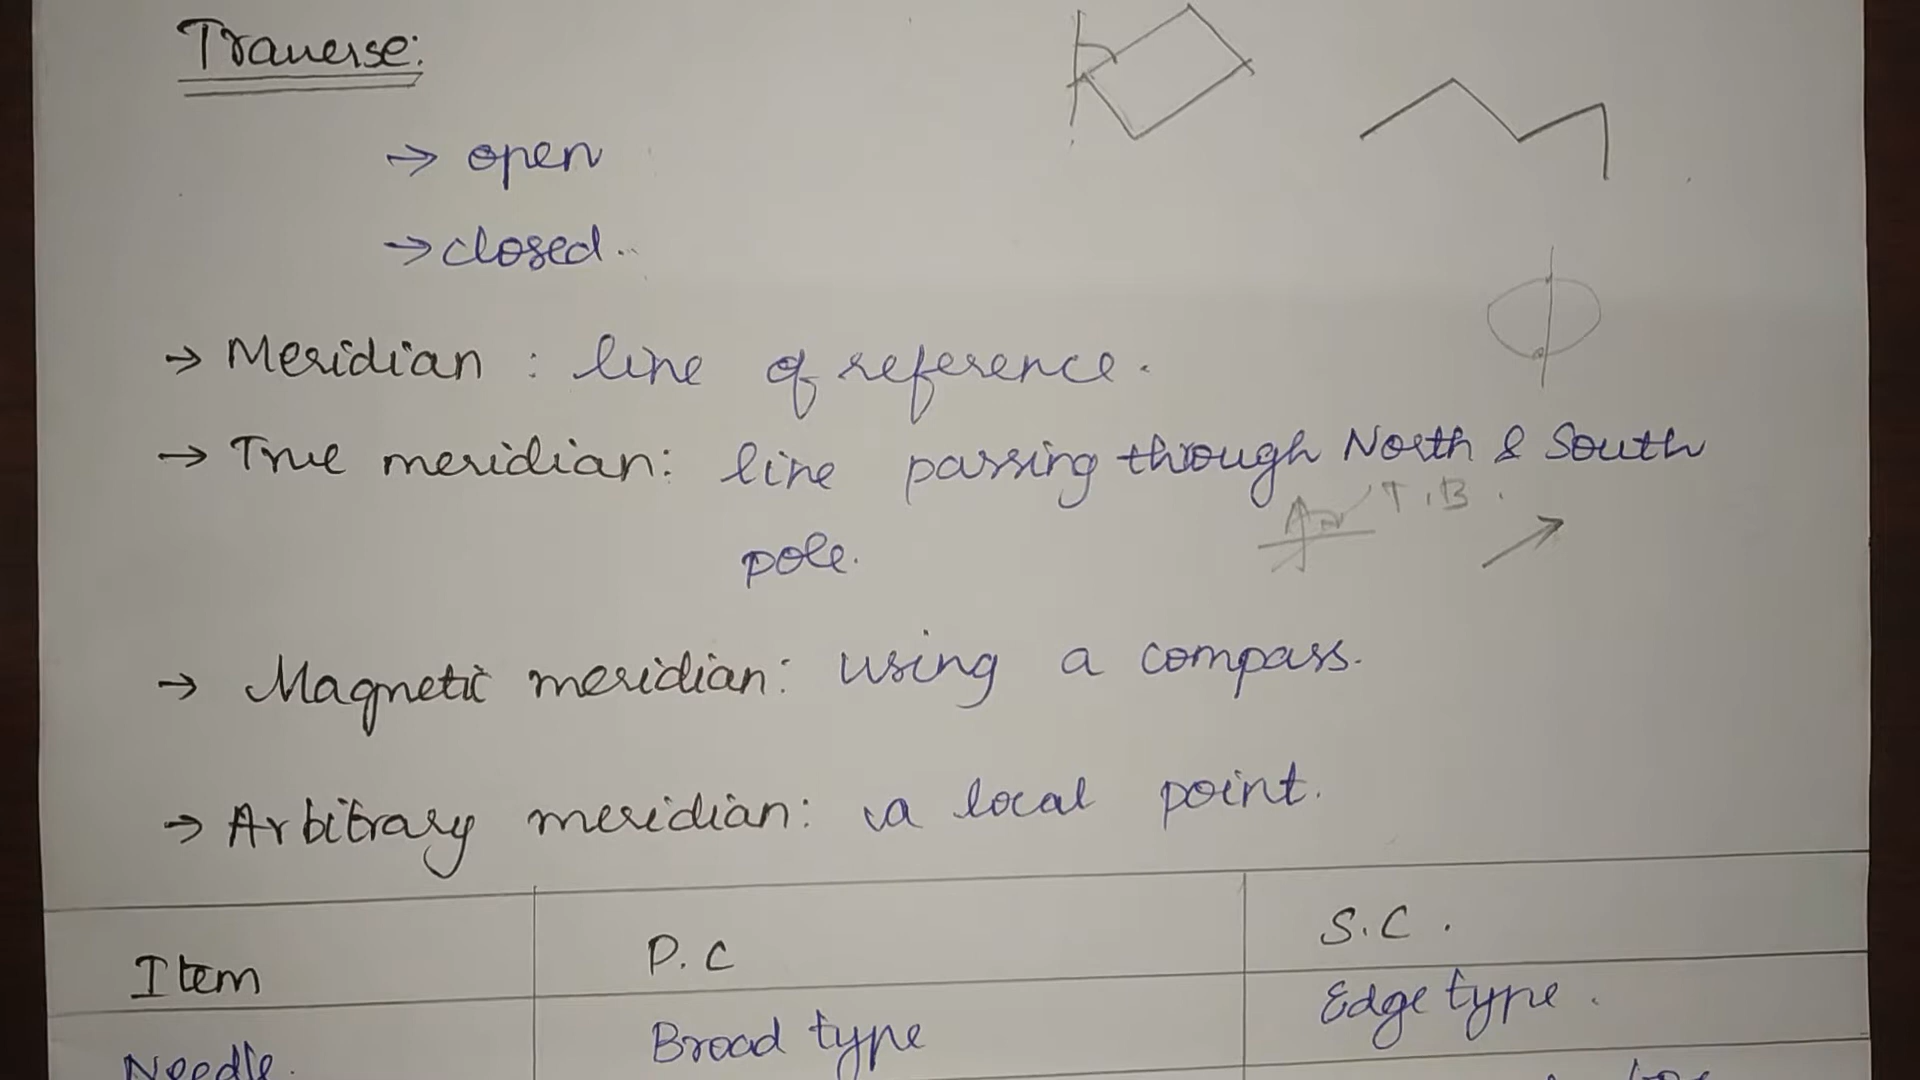 Traverse:
→ open
→ closed.
→ Meridian : line of reference.
→ True meridian: line passing through North & South
T.B.
pole.
→ Magnetic meridian: using a compass.
→ Arbitrary meridian: a local point.
Item P.C S.C.
Needle. Broad type Edge type.